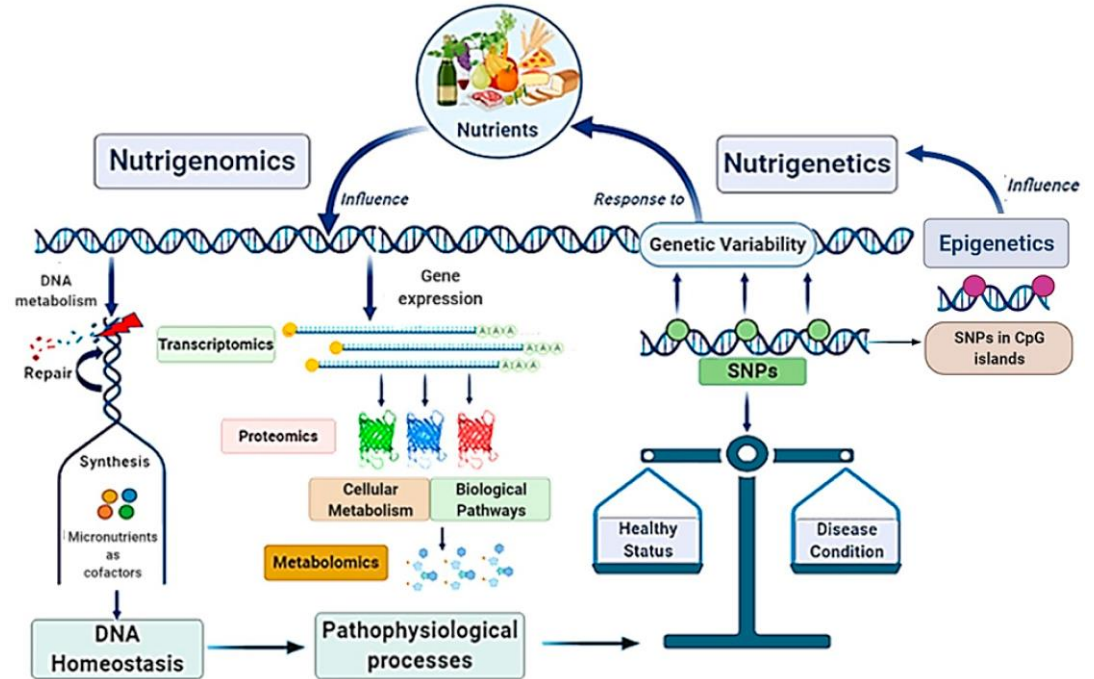 Nutrients
Nutrigenomics
Nutrigenetics
Influence
Response to
Influence
Genetic Variability
Epigenetics
DNA
metabolism
Gene
expression
Transcriptomics
A A A
A A A
A A A
Repair
SNPs
SNPs in CpG
islands
Proteomics
Synthesis
Cellular
Metabolism
Biological
Pathways
Micronutrients
as
cofactors
Metabolomics
Healthy
Status
Disease
Condition
DNA
Homeostasis
Pathophysiological
processes